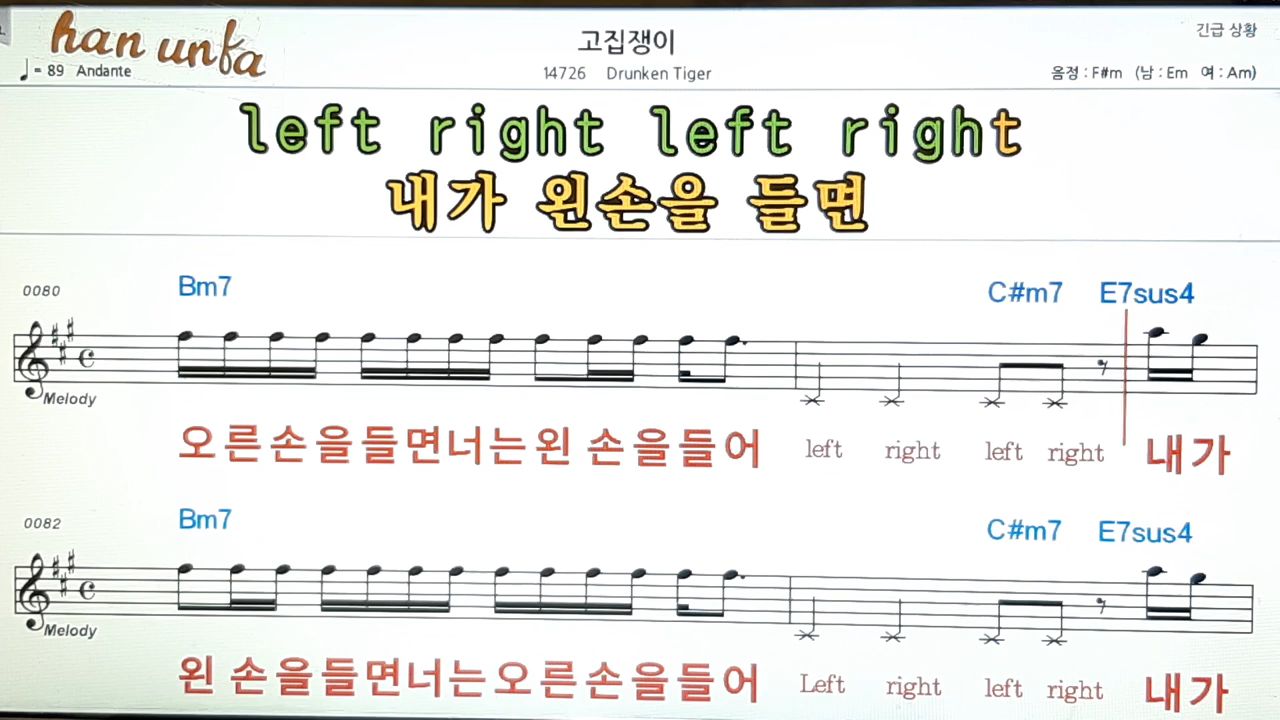 han unfa
고집쟁이
긴급 상황
♩= 89 Andante
14726 Drunken Tiger
음정 : F#m (남 : Em 여 : Am)
left right left right
내가 왼손을 들면
0080
Bm7 C#m7 E7sus4
Melody
오른손을들면너는왼 손을들어 left right left right 내가
0082
Bm7 C#m7 E7sus4
Melody
왼 손을들면너는오른손을들어 Left right left right 내가